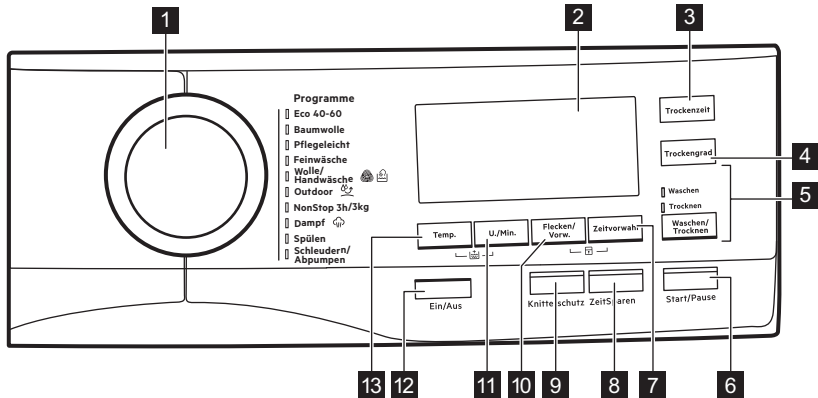 1
2
3
Programme
Eco 40-60
Baumwolle
Pflegeleicht
Feinwäsche
Wolle/
Handwäsche
Outdoor
NonStop 3h/3kg
Dampf
Spülen
Schleudern/
Abpumpen
Trockenzeit
Trockengrad
4
5
Waschen
Trocknen
Waschen/
Trocknen
Temp.
U./Min.
Flecken/
Vorw.
Zeitvorwahl
Ein/Aus
Knitterschutz
ZeitSparen
Start/Pause
13
12
11
10
9
8
7
6